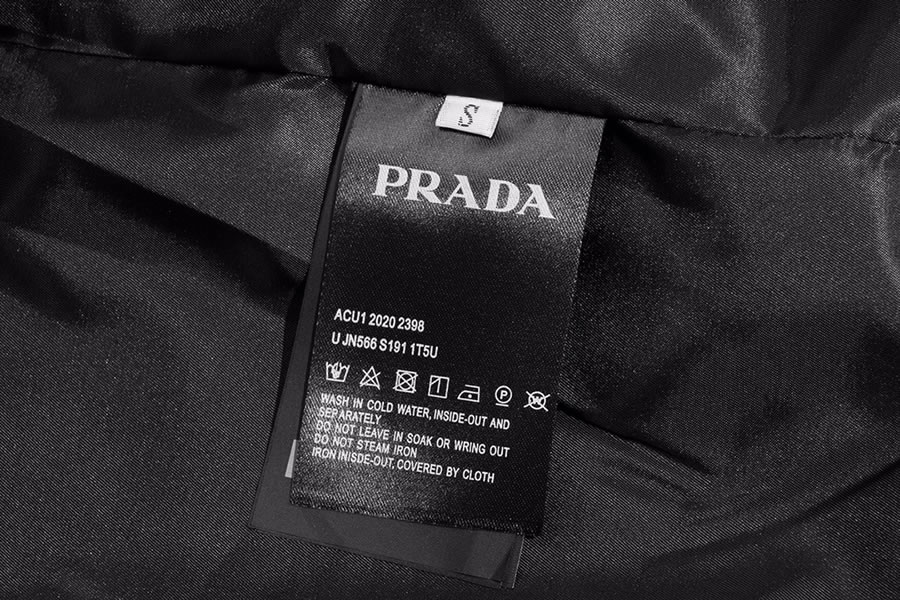 S
PRADA
ACU1 2020 2398
U JN566 S191 1T5U
P
W
WASH IN COLD WATER, INSIDE-OUT AND
SEPARATELY
DO NOT LEAVE IN SOAK OR WRING OUT
DO NOT STEAM IRON
IRON INISDE-OUT, COVERED BY CLOTH